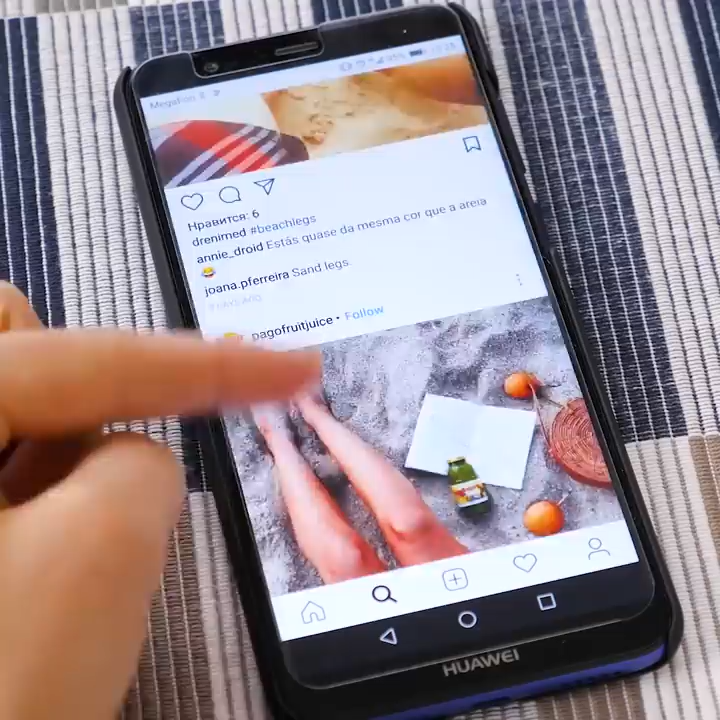 MegaFon
Нравится: 6
drenimed #beachlegs
annie_droid Estás quase da mesma cor que a areia
😂
joana.pferreira Sand legs.
pagofruitjuice • Follow
HUAWEI